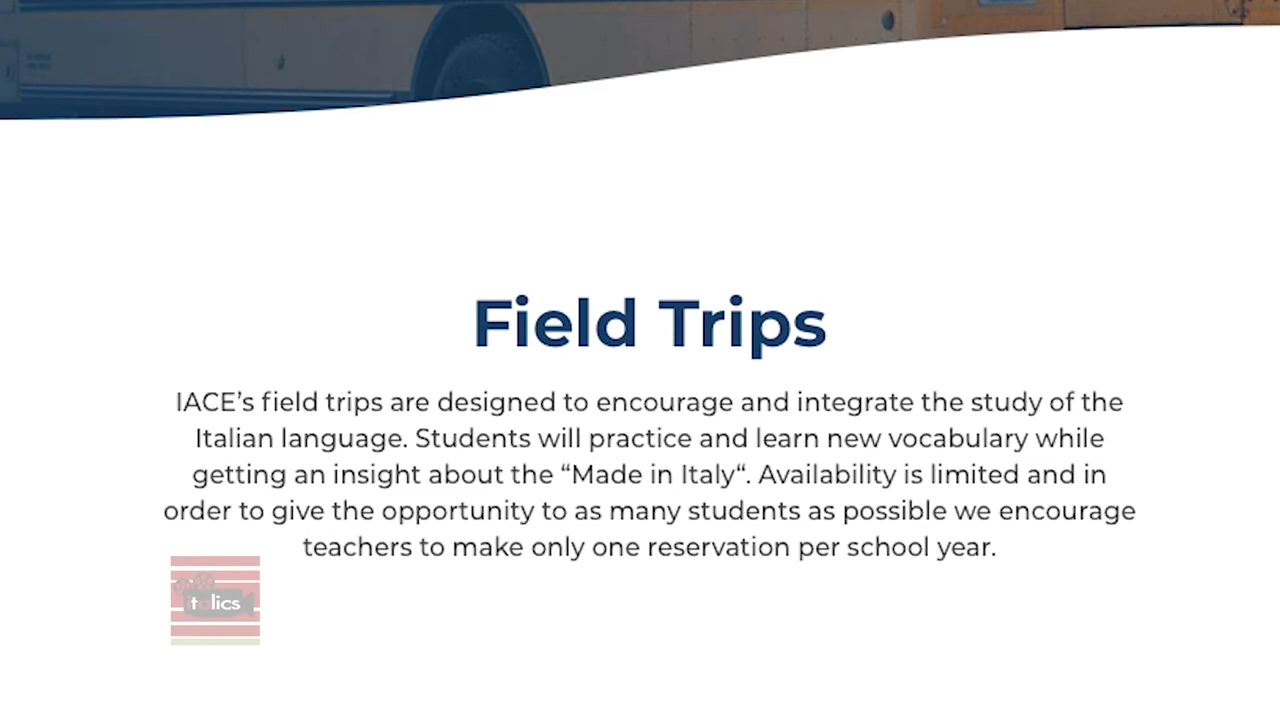 Field Trips
IACE’s field trips are designed to encourage and integrate the study of the
Italian language. Students will practice and learn new vocabulary while
getting an insight about the “Made in Italy“. Availability is limited and in
order to give the opportunity to as many students as possible we encourage
teachers to make only one reservation per school year.
italics